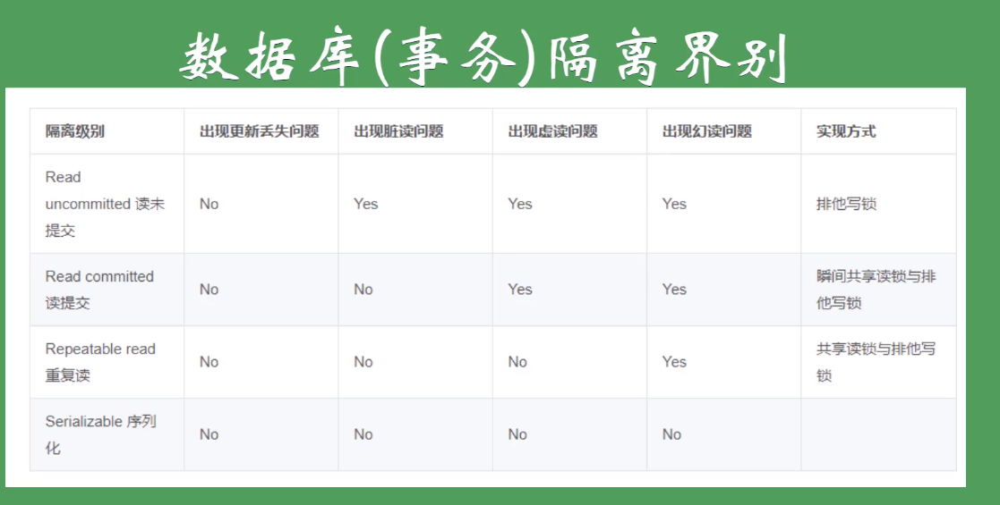 数据库(事务)隔离界别
隔离级别 出现更新丢失问题 出现脏读问题 出现虚读问题 出现幻读问题 实现方式
Read
uncommitted 读未
提交
No Yes Yes Yes 排他写锁
Read committed
读提交
No No Yes Yes 瞬间共享读锁与排
他写锁
Repeatable read
重复读
No No No Yes 共享读锁与排他写
锁
Serializable 序列
化
No No No No